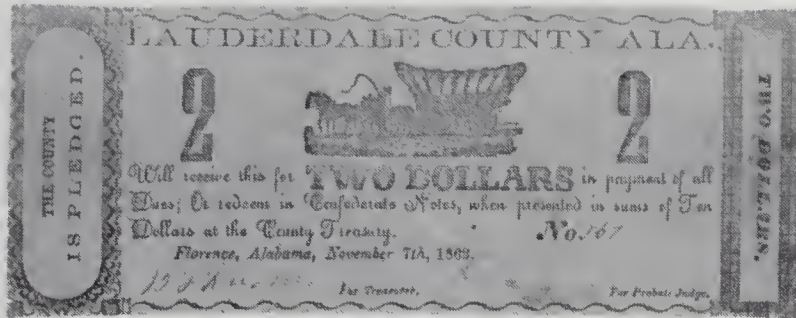 THE COUNTY
IS PLEDGED.
LAUDERDALE COUNTY ALA.
2 2
Will receive this for TWO DOLLARS in payment of all
Dues; Or redeem in Confederate Notes, when presented in sums of Ten
Dollars at the County Treasury. No. 167
Florence, Alabama, November 7th, 1863.
For Treasurer. For Probate Judge.
TWO DOLLARS.